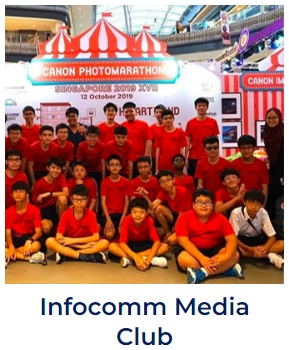 CANON PHOTOMARATHON
SINGAPORE 2019 XVII
12 October 2019
CANON IM
Infocomm Media
Club